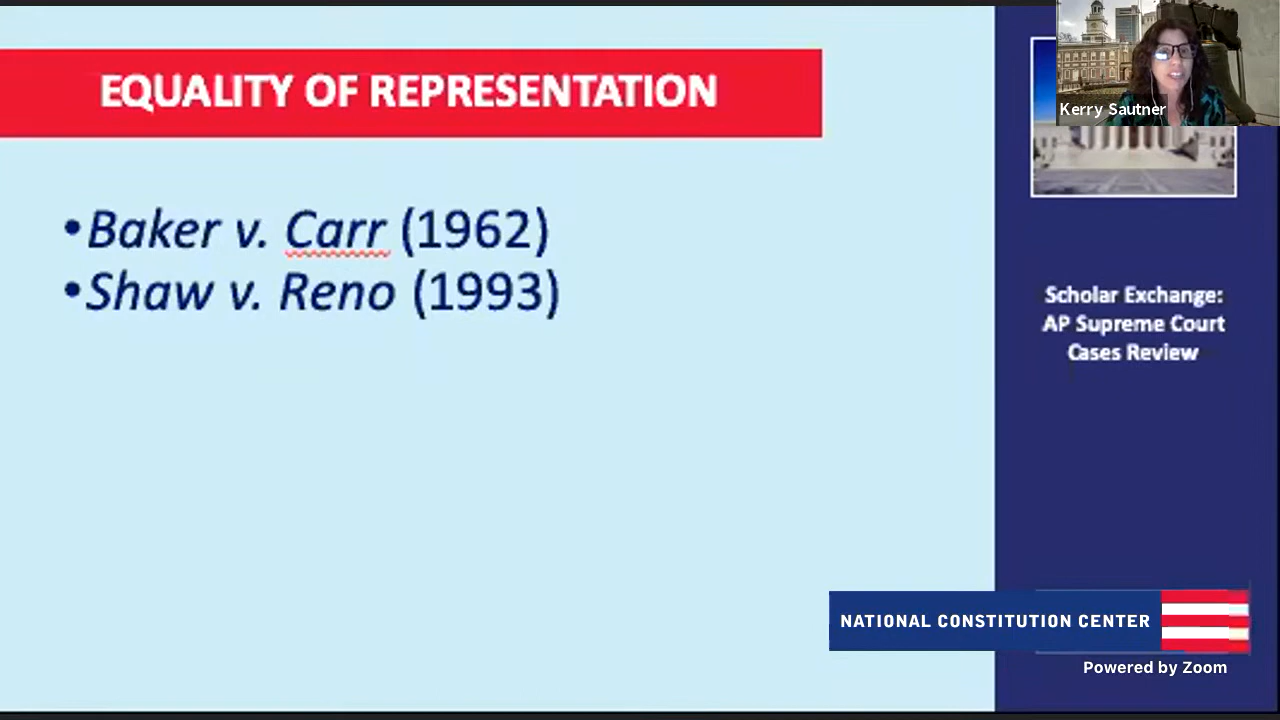 EQUALITY OF REPRESENTATION
•Baker v. Carr (1962)
•Shaw v. Reno (1993)
Kerry Sautner
Scholar Exchange:
AP Supreme Court
Cases Review
NATIONAL CONSTITUTION CENTER
Powered by Zoom